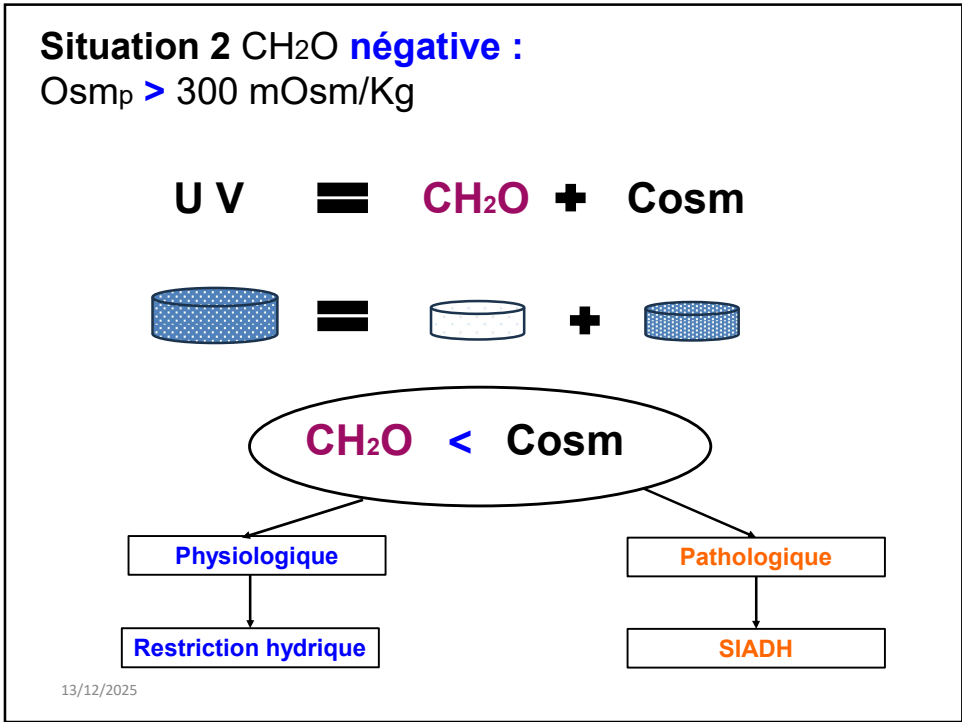 Situation 2 CH2O négative :
Osmp > 300 mOsm/Kg
U V = CH2O + Cosm
= +
CH2O < Cosm
Physiologique Pathologique
Restriction hydrique SIADH
13/12/2025